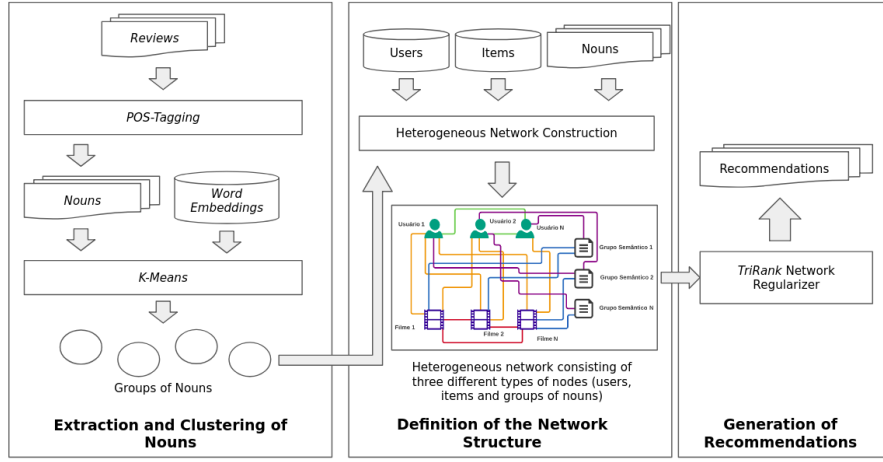 Reviews
POS-Tagging
Nouns
Word
Embeddings
K-Means
Groups of Nouns
Extraction and Clustering of
Nouns
Users
Items
Nouns
Heterogeneous Network Construction
Usuário 1
Usuário 2
Usuário N
Grupo Semântico 1
Grupo Semântico 2
Grupo Semântico N
Filme 1
Filme 2
Filme N
Heterogeneous network consisting of
three different types of nodes (users,
items and groups of nouns)
Definition of the Network
Structure
Recommendations
TriRank Network
Regularizer
Generation of
Recommendations